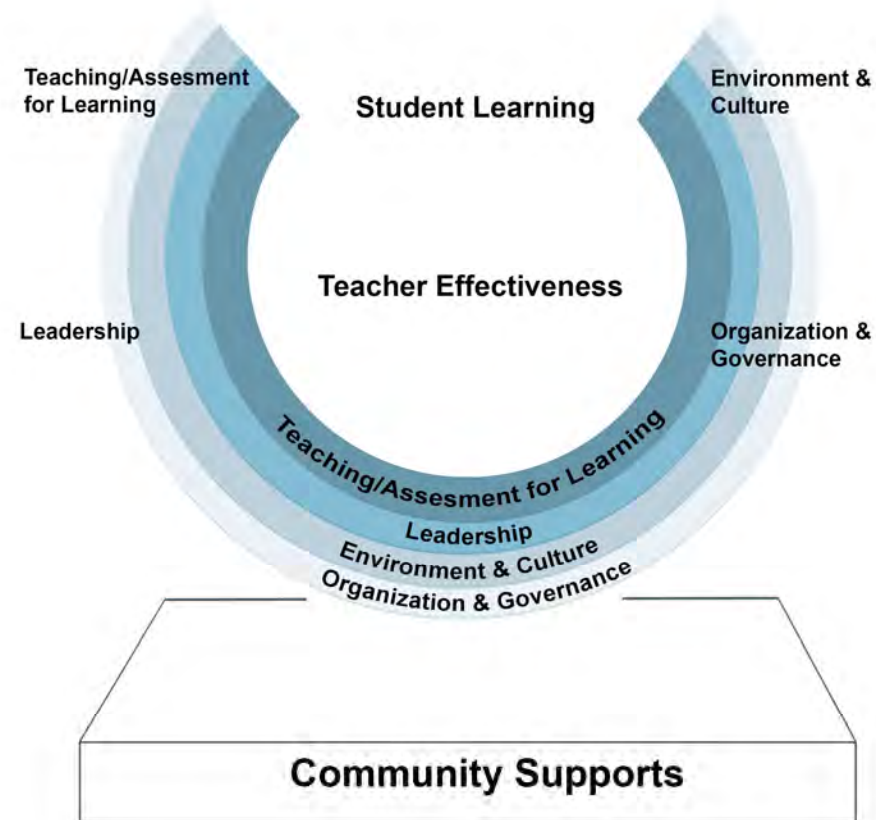 Teaching/Assesment
for Learning
Student Learning
Environment &
Culture
Teacher Effectiveness
Leadership
Organization &
Governance
Teaching/Assesment for Learning
Leadership
Environment & Culture
Organization & Governance
Community Supports